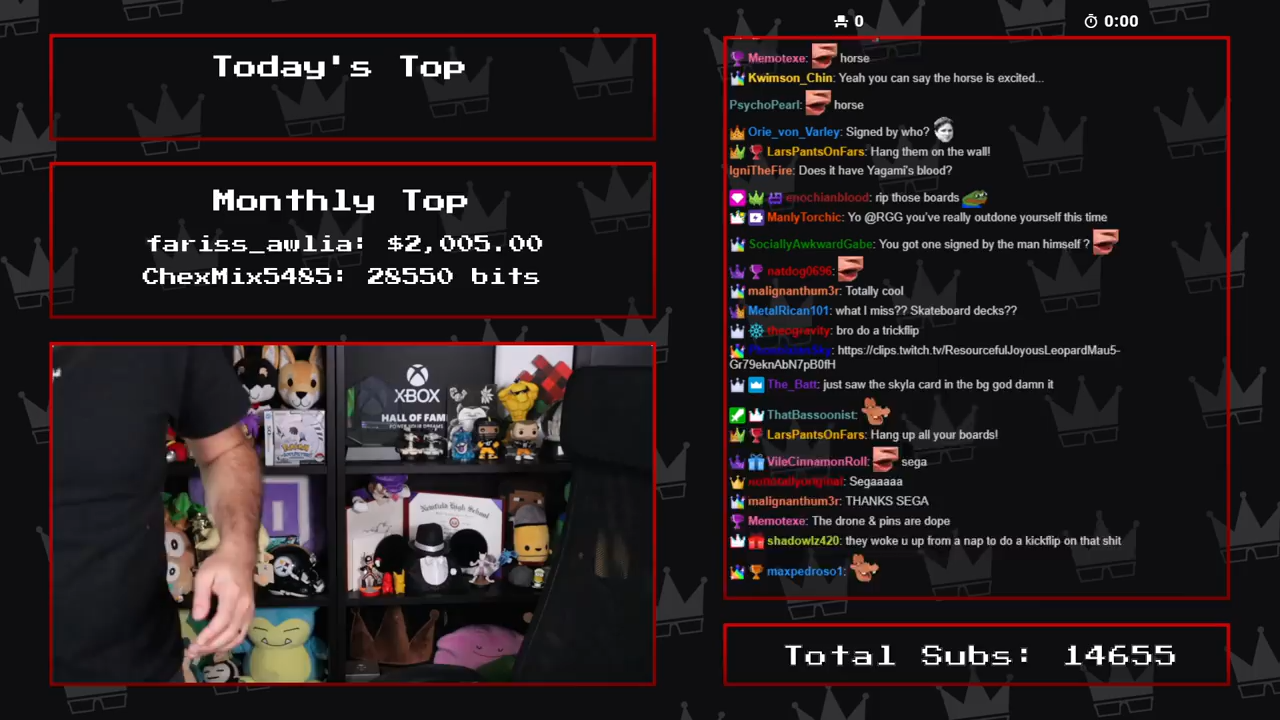 0
0:00
Today's Top
Monthly Top
fariss_awlia: $2,005.00
ChexMix5485: 28550 bits
XBOX
HALL OF FAME
Newfield High School
Memotexe: horse
Kwimson_Chin: Yeah you can say the horse is excited...
PsychoPearl: horse
Orie_von_Varley: Signed by who?
LarsPantsOnFars: Hang them on the wall!
IgniTheFire: Does it have Yagami's blood?
enochianblood: rip those boards
ManlyTorchic: Yo @RGG you've really outdone yourself this time
SociallyAwkwardGabe: You got one signed by the man himself ?
natdog0696:
malignanthum3r: Totally cool
MetalRican101: what I miss?? Skateboard decks??
theogravity: bro do a trickflip
https://clips.twitch.tv/ResourcefulJoyousLeopardMau5-
Gr79eknAbN7pB0fH
The_Batt: just saw the skyla card in the bg god damn it
ThatBassoonist:
LarsPantsOnFars: Hang up all your boards!
VileCinnamonRoll: sega
Segaaaaa
malignanthum3r: THANKS SEGA
Memotexe: The drone & pins are dope
shadowlz420: they woke u up from a nap to do a kickflip on that shit
maxpedroso1:
Total Subs: 14655